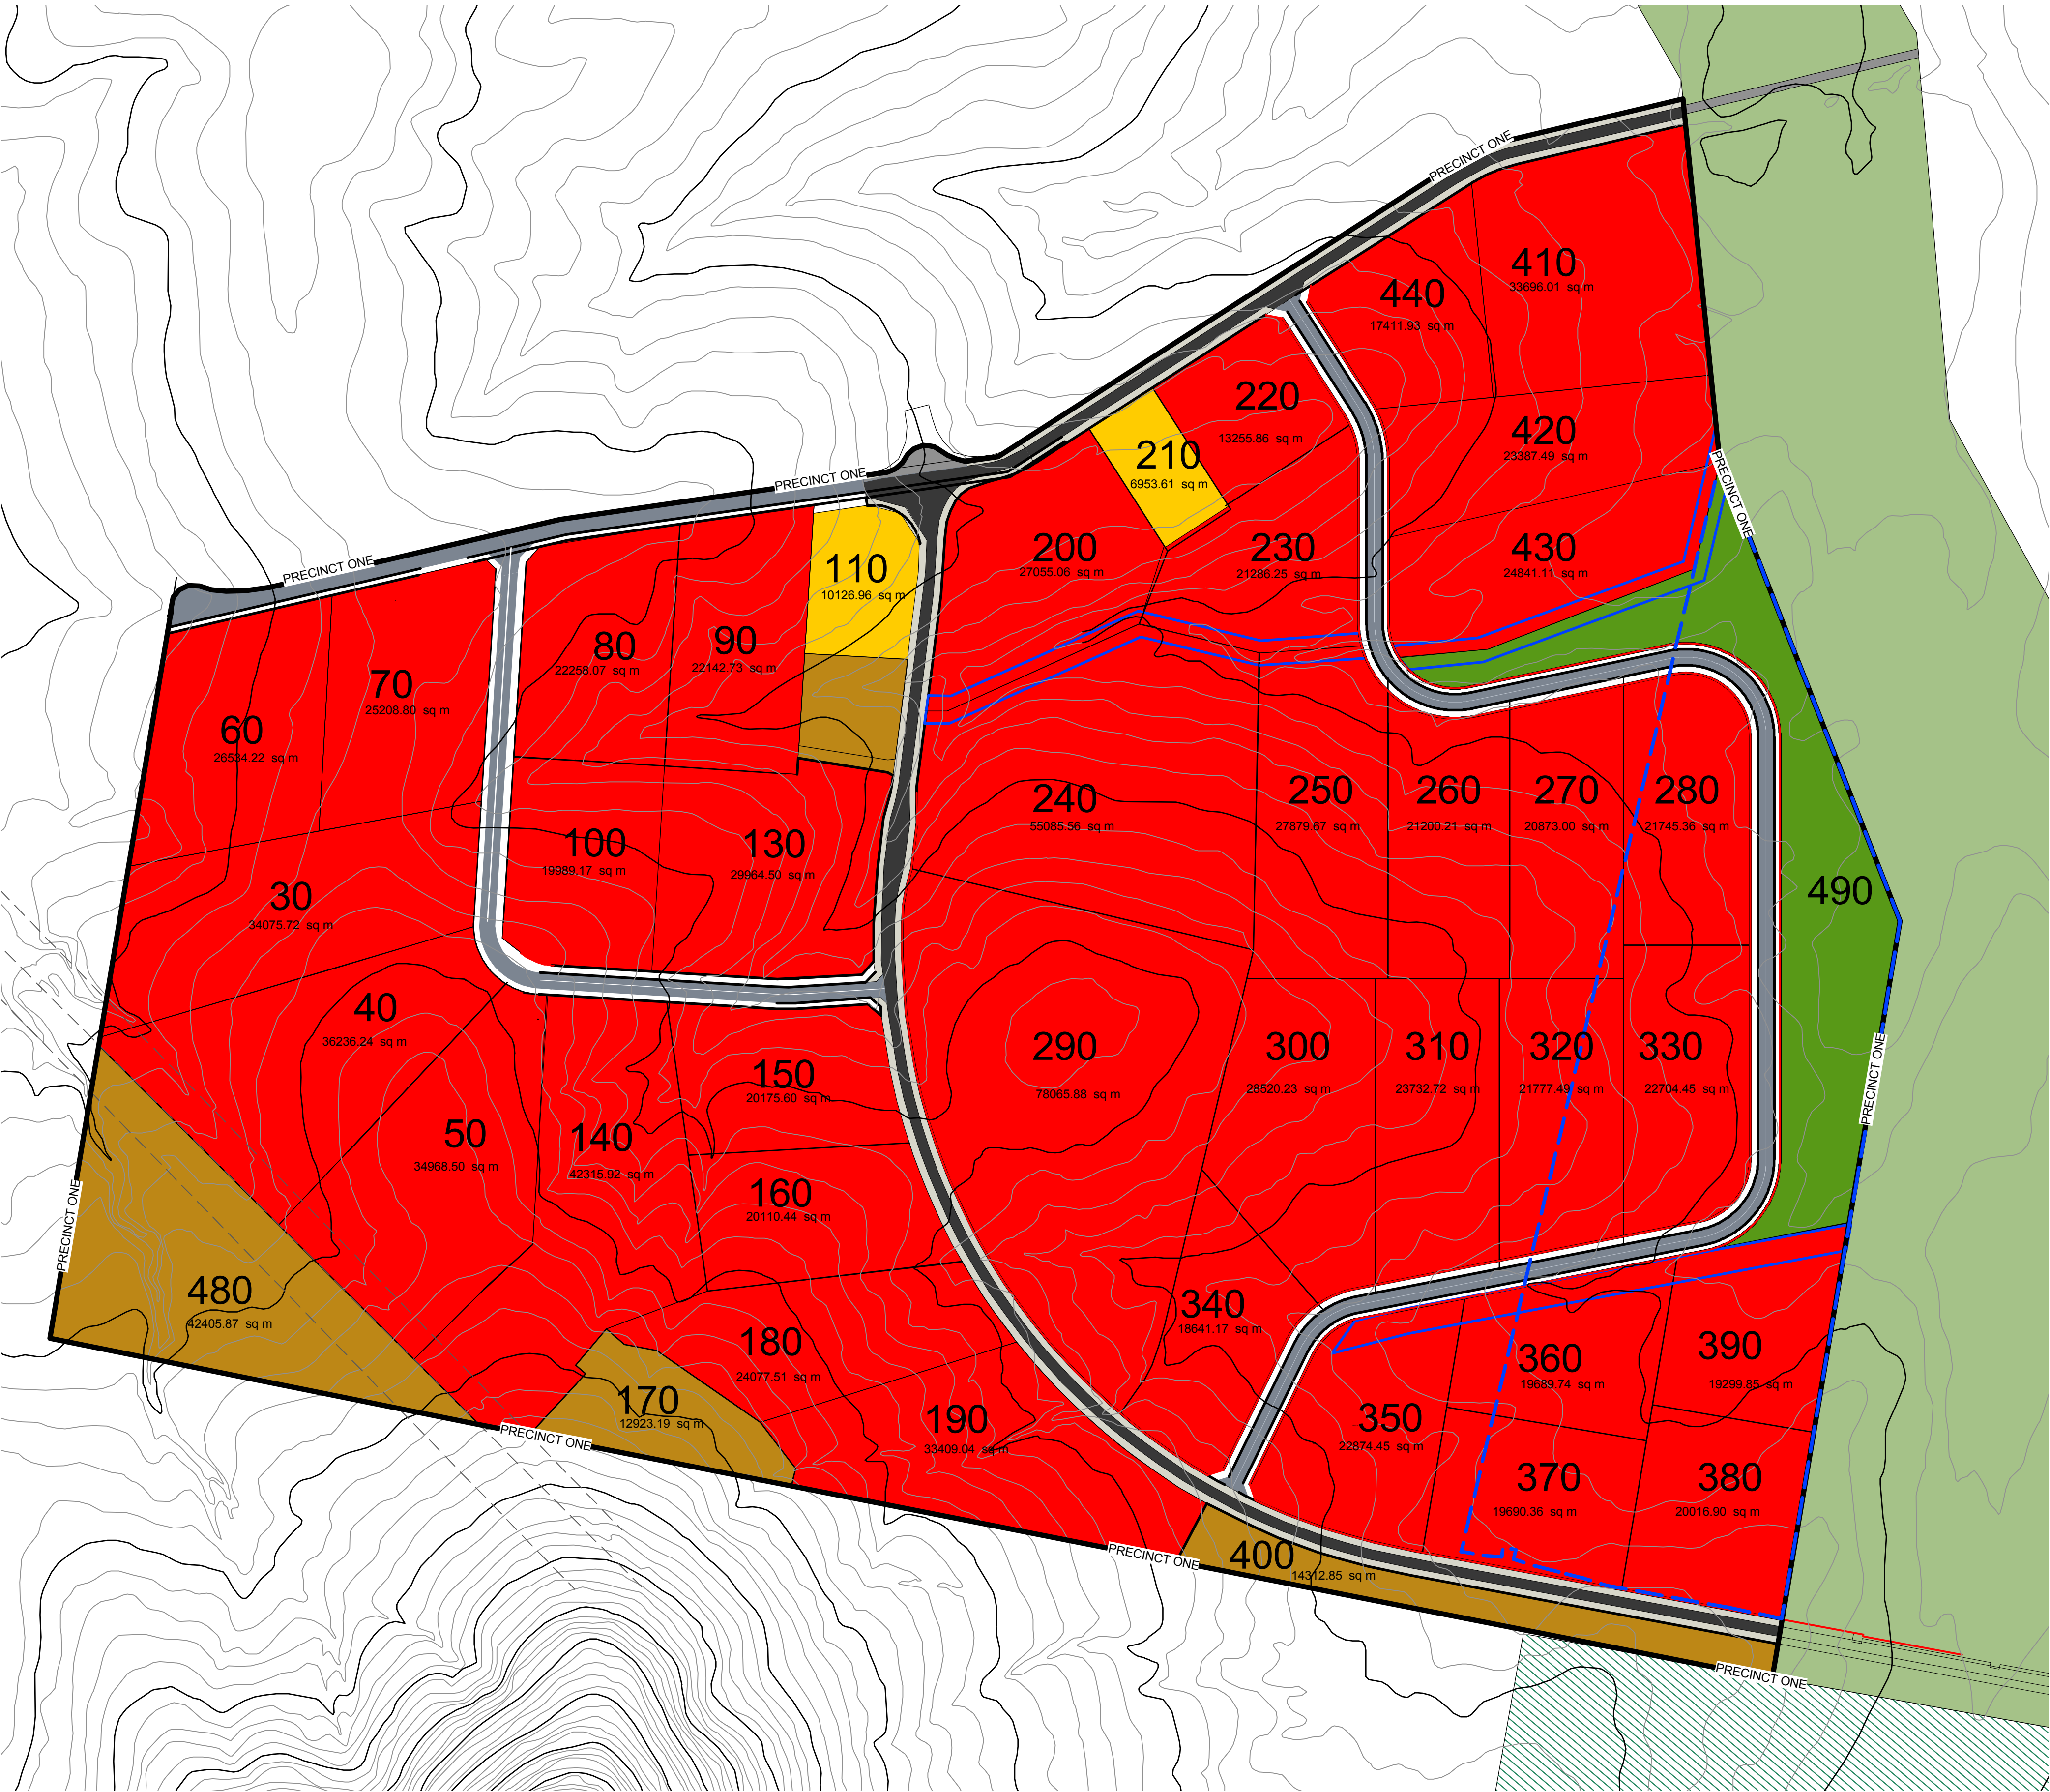 PRECINCT ONE
410
33696.01 sq m
440
17411.93 sq m
220
13255.86 sq m
420
23387.49 sq m
210
6953.61 sq m
PRECINCT ONE
PRECINCT ONE
200
27055.06 sq m
230
21286.25 sq m
430
24841.11 sq m
PRECINCT ONE
110
10126.96 sq m
80
22258.07 sq m
90
22142.73 sq m
70
25208.80 sq m
60
26534.22 sq m
240
55085.56 sq m
250
27879.67 sq m
260
21200.21 sq m
270
20873.00 sq m
280
21745.36 sq m
100
19989.17 sq m
130
29964.50 sq m
30
34075.72 sq m
490
40
36236.24 sq m
290
78065.88 sq m
300
28520.23 sq m
310
23732.72 sq m
320
21777.49 sq m
330
22704.45 sq m
PRECINCT ONE
150
20175.60 sq m
50
34968.50 sq m
140
42315.92 sq m
160
20110.44 sq m
PRECINCT ONE
480
42405.87 sq m
340
18641.17 sq m
180
24077.51 sq m
360
19689.74 sq m
390
19299.85 sq m
170
12923.19 sq m
190
33409.04 sq m
350
22874.45 sq m
PRECINCT ONE
370
19690.36 sq m
380
20016.90 sq m
PRECINCT ONE
400
14312.85 sq m
PRECINCT ONE